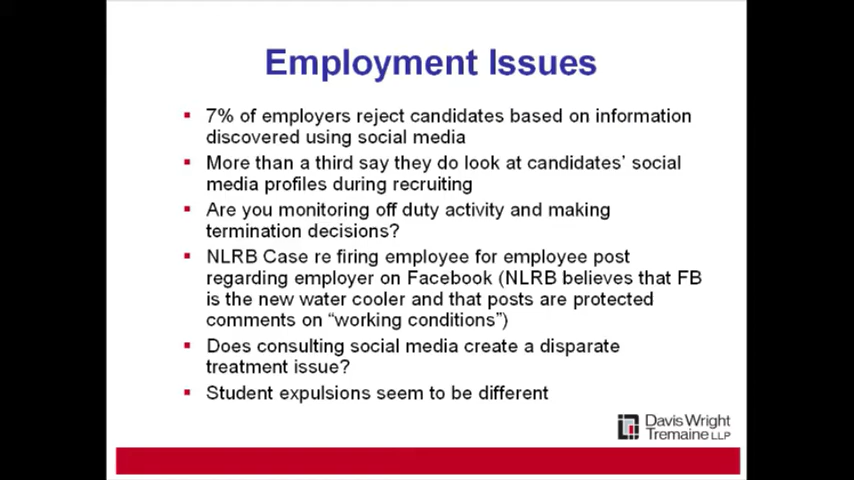 Employment Issues
7% of employers reject candidates based on information
discovered using social media
More than a third say they do look at candidates' social
media profiles during recruiting
Are you monitoring off duty activity and making
termination decisions?
NLRB Case re firing employee for employee post
regarding employer on Facebook (NLRB believes that FB
is the new water cooler and that posts are protected
comments on “working conditions”)
Does consulting social media create a disparate
treatment issue?
Student expulsions seem to be different
Davis Wright
Tremaine LLP